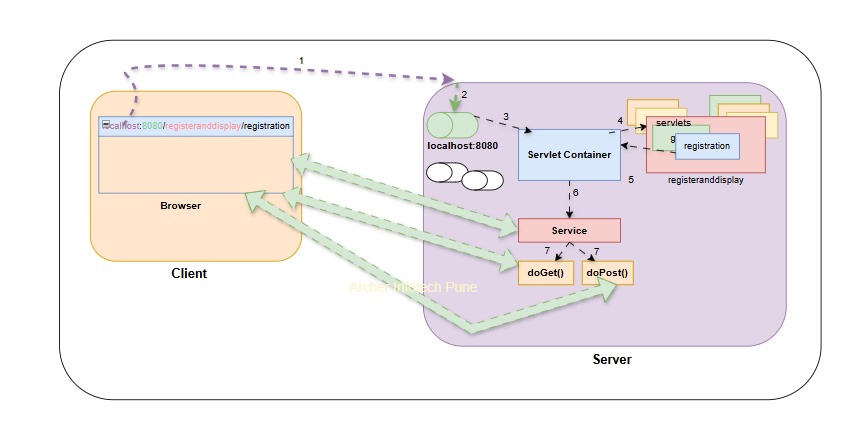 1
2
localhost:8080/registeranddisplay/registration
3
4
servlets
g
localhost:8080
Servlet Container
registration
5
registeranddisplay
6
Browser
Service
7
7
Client
doGet()
doPost()
Archer Infotech Pune
Server